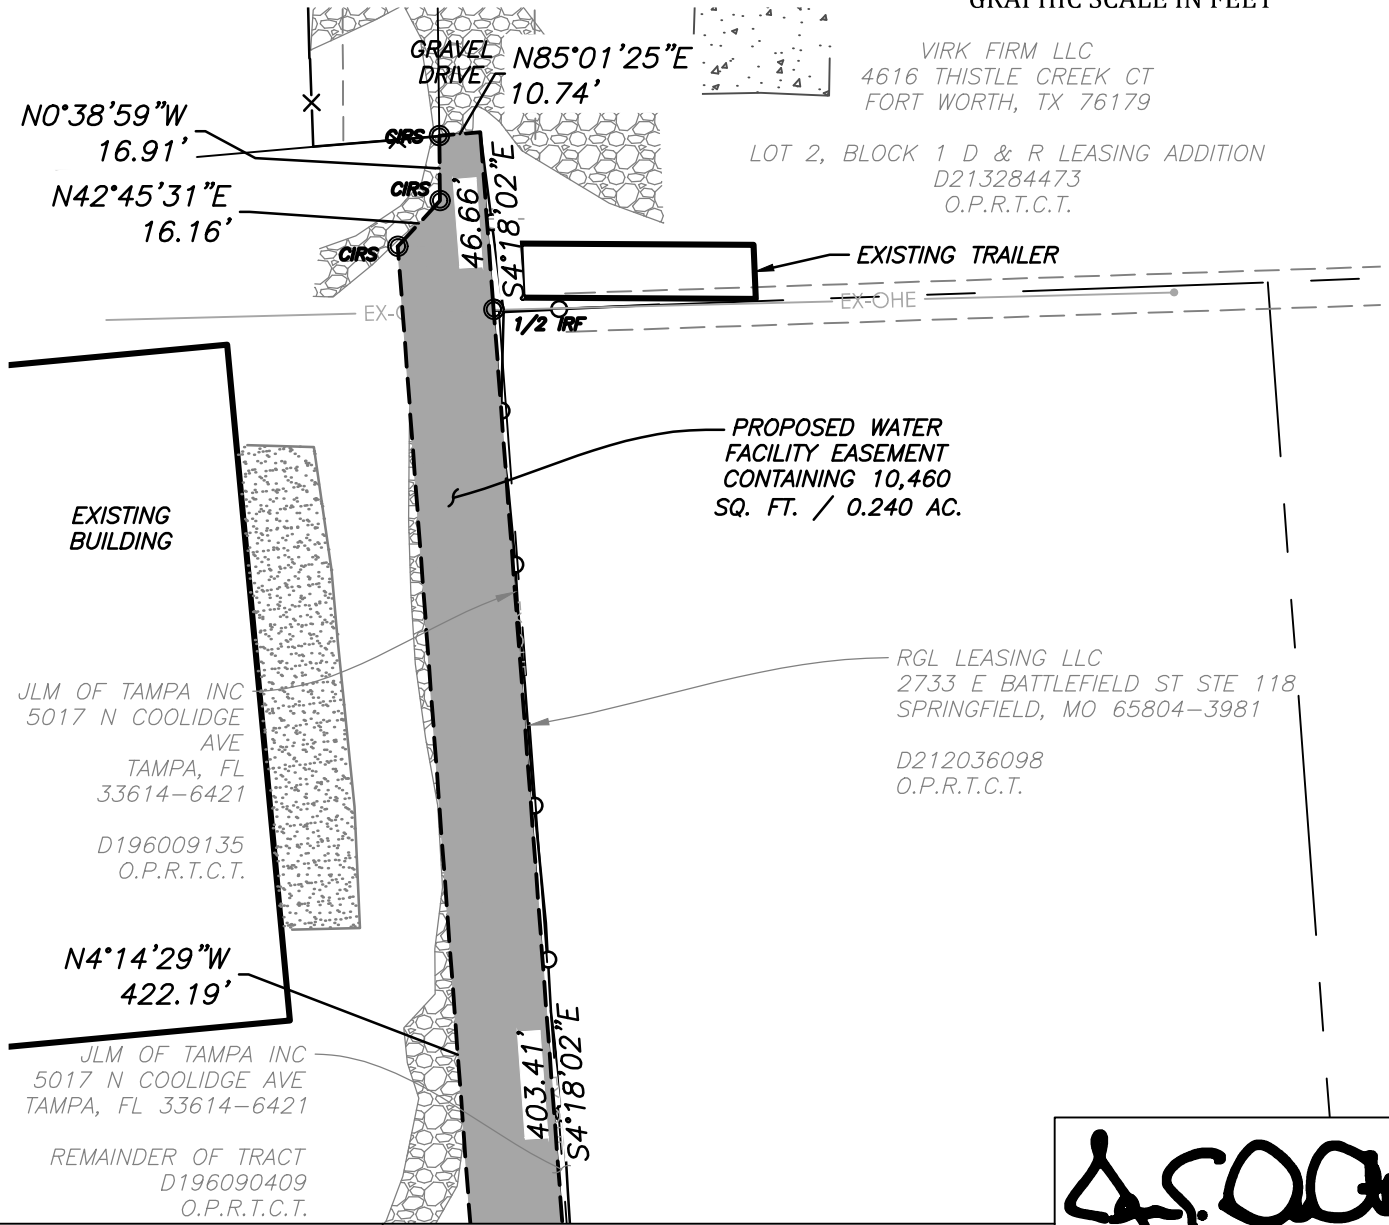 GRAPHIC SCALE IN FEET
VIRK FIRM LLC
4616 THISTLE CREEK CT
FORT WORTH, TX 76179
LOT 2, BLOCK 1 D & R LEASING ADDITION
D213284473
O.P.R.T.C.T.
GRAVEL
DRIVE
N85°01'25"E
10.74'
N0°38'59"W
16.91'
CIRS
N42°45'31"E
16.16'
CIRS
CIRS
46.66'
S4°18'02"E
EXISTING TRAILER
EX-OHE
1/2 IRF
PROPOSED WATER
FACILITY EASEMENT
CONTAINING 10,460
SQ. FT. / 0.240 AC.
EXISTING
BUILDING
JLM OF TAMPA INC
5017 N COOLIDGE
AVE
TAMPA, FL
33614-6421
D196009135
O.P.R.T.C.T.
RGL LEASING LLC
2733 E BATTLEFIELD ST STE 118
SPRINGFIELD, MO 65804-3981
D212036098
O.P.R.T.C.T.
N4°14'29"W
422.19'
403.41'
S4°18'02"E
JLM OF TAMPA INC
5017 N COOLIDGE AVE
TAMPA, FL 33614-6421
REMAINDER OF TRACT
D196090409
O.P.R.T.C.T.